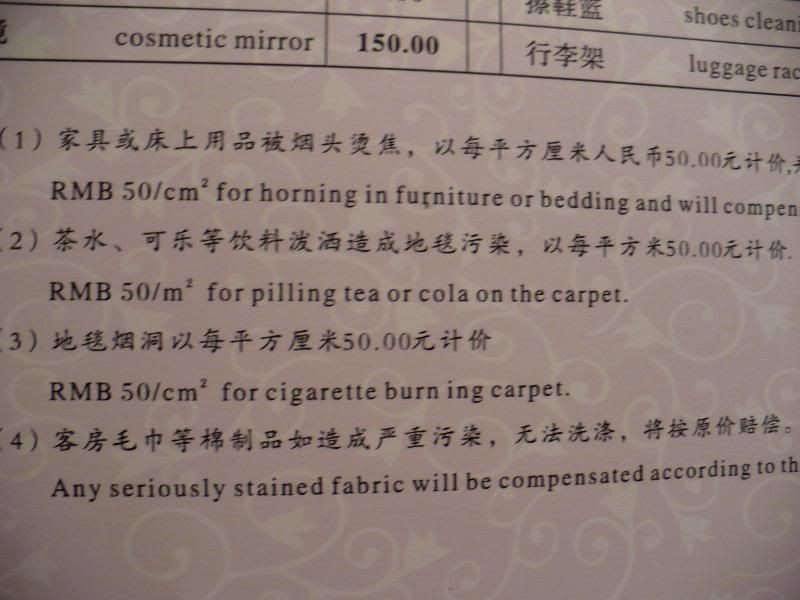 擦鞋篮 shoes
cosmetic mirror 150.00 行李架 luggage
(1) 家具或床上用品被烟头烫焦，以每平方厘米人民币50.00元计价,
RMB 50/cm² for horning in furniture or bedding and will
(2) 茶水、可乐等饮料泼洒造成地毯污染，以每平方米50.00元计价.
RMB 50/m² for pilling tea or cola on the carpet.
(3) 地毯烟洞以每平方厘米50.00元计价
RMB 50/cm² for cigarette burn ing carpet.
(4) 客房毛巾等棉制品如造成严重污染，无法洗涤，将按原价赔偿。
Any seriously stained fabric will be compensated according to